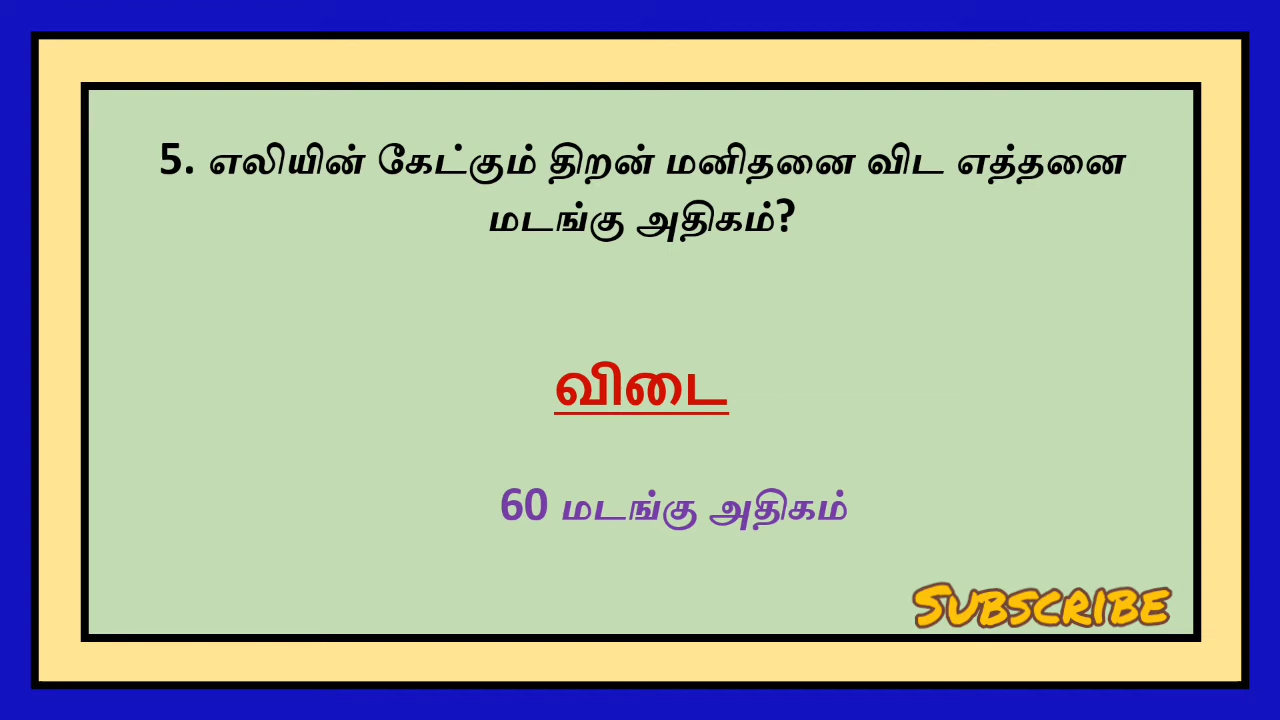 5. எலியின் கேட்கும் திறன் மனிதனை விட எத்தனை
மடங்கு அதிகம்?
விடை
60 மடங்கு அதிகம்
SUBSCRIBE